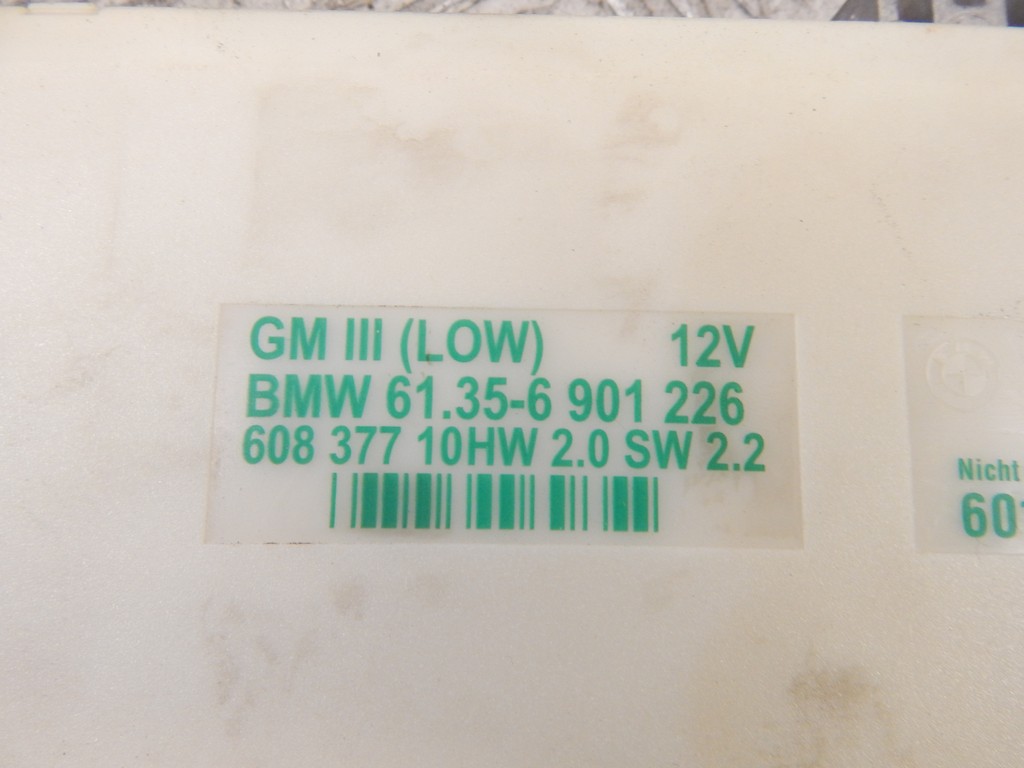 GM III (LOW) 12V
BMW 61.35-6 901 226
608 377 10HW 2.0 SW 2.2
Nicht
60